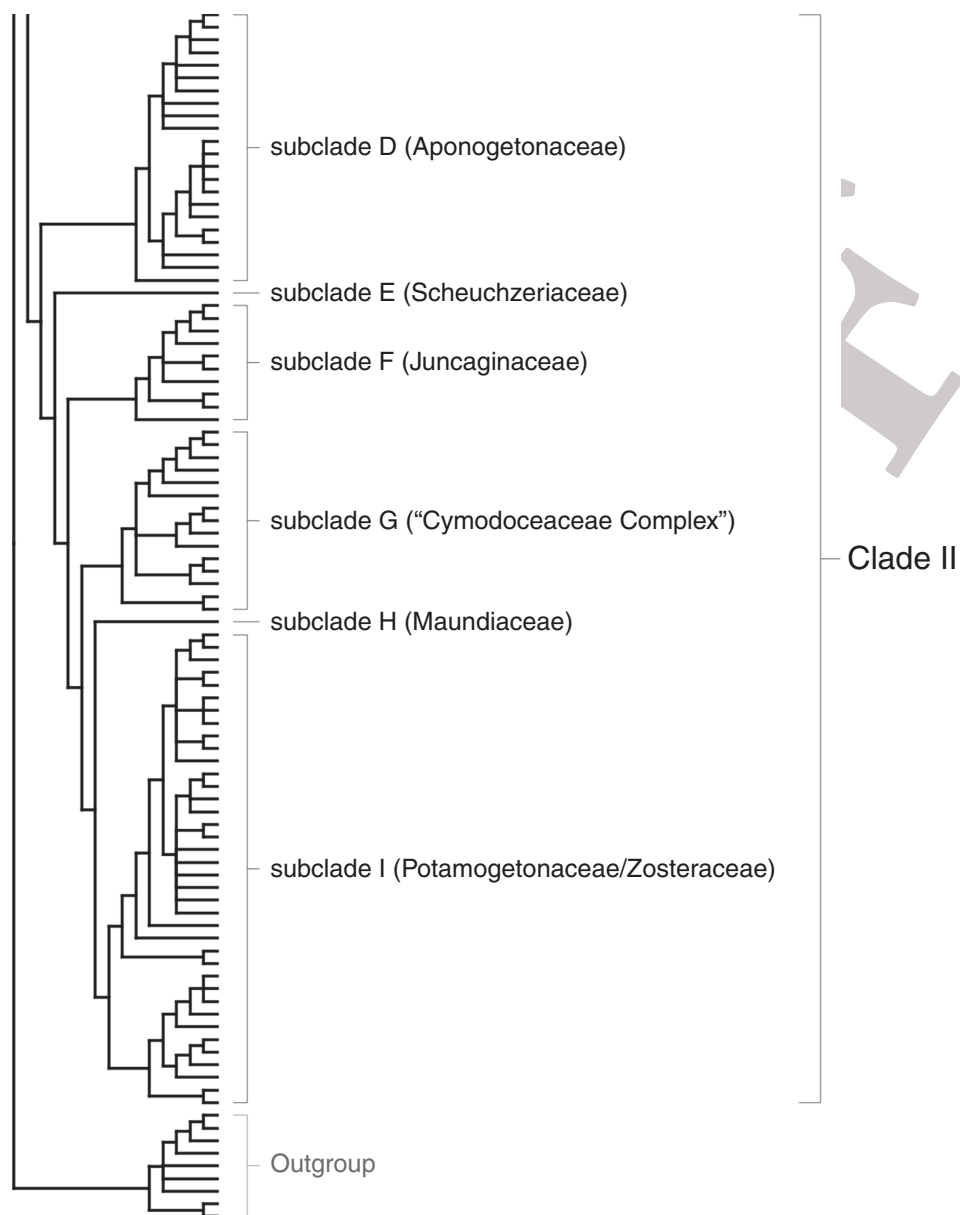 subclade D (Aponogetonaceae)
subclade E (Scheuchzeriaceae)
subclade F (Juncaginaceae)
subclade G (“Cymodoceaceae Complex”)
Clade II
subclade H (Maundiaceae)
subclade I (Potamogetonaceae/Zosteraceae)
Outgroup